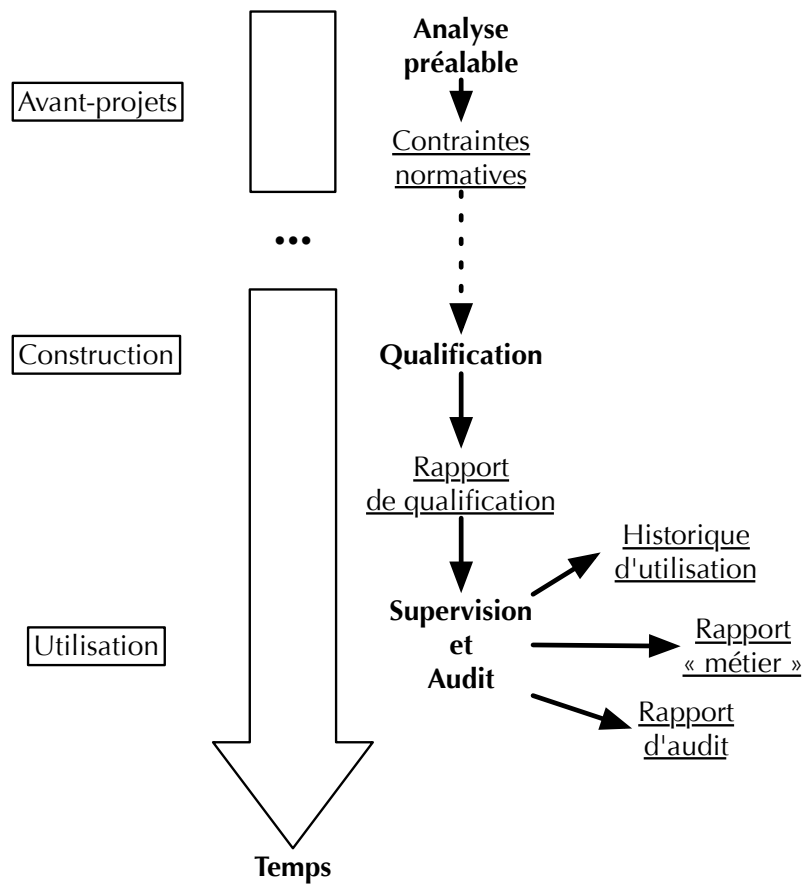 Analyse
préalable
Avant-projets
Contraintes
normatives
...
Construction
Qualification
Rapport
de qualification
Historique
d'utilisation
Supervision
et
Audit
Utilisation
Rapport
« métier »
Rapport
d'audit
Temps